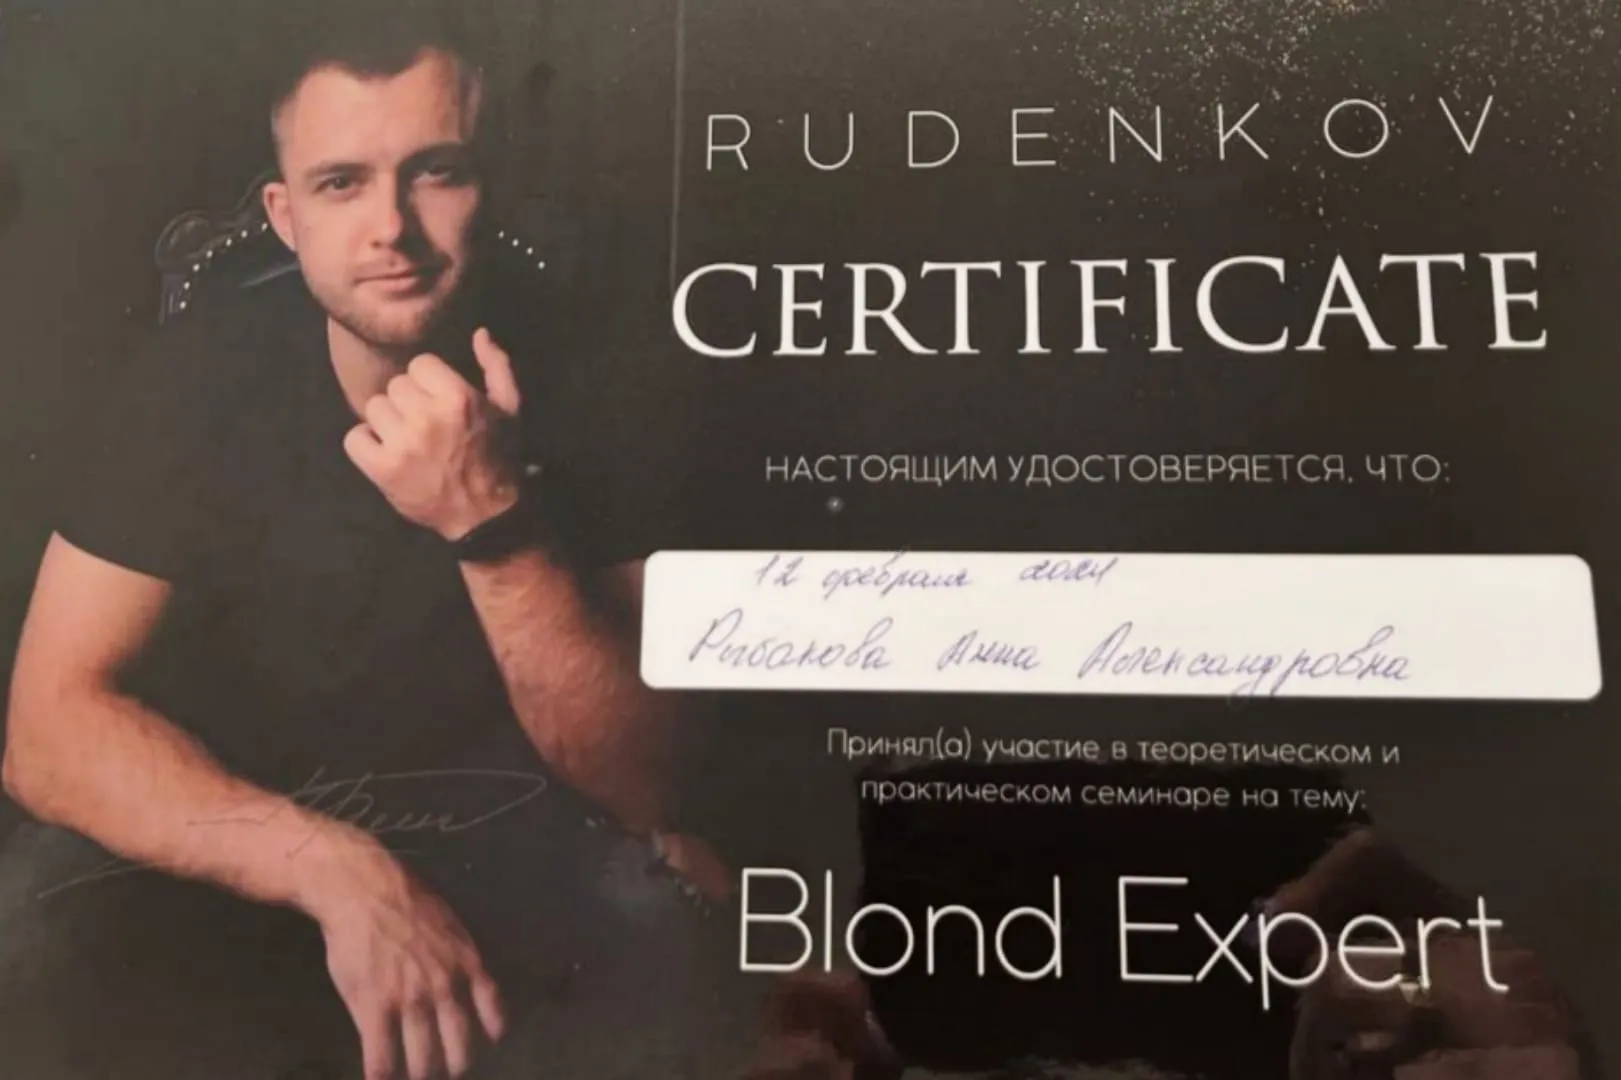 RUDENKOV
CERTIFICATE
НАСТОЯЩИМ УДОСТОВЕРЯЕТСЯ, ЧТО:
12 февраля 2024
Рыбакова Анна Александровна
Принял(а) участие в теоретическом и
практическом семинаре на тему:
Blond Expert